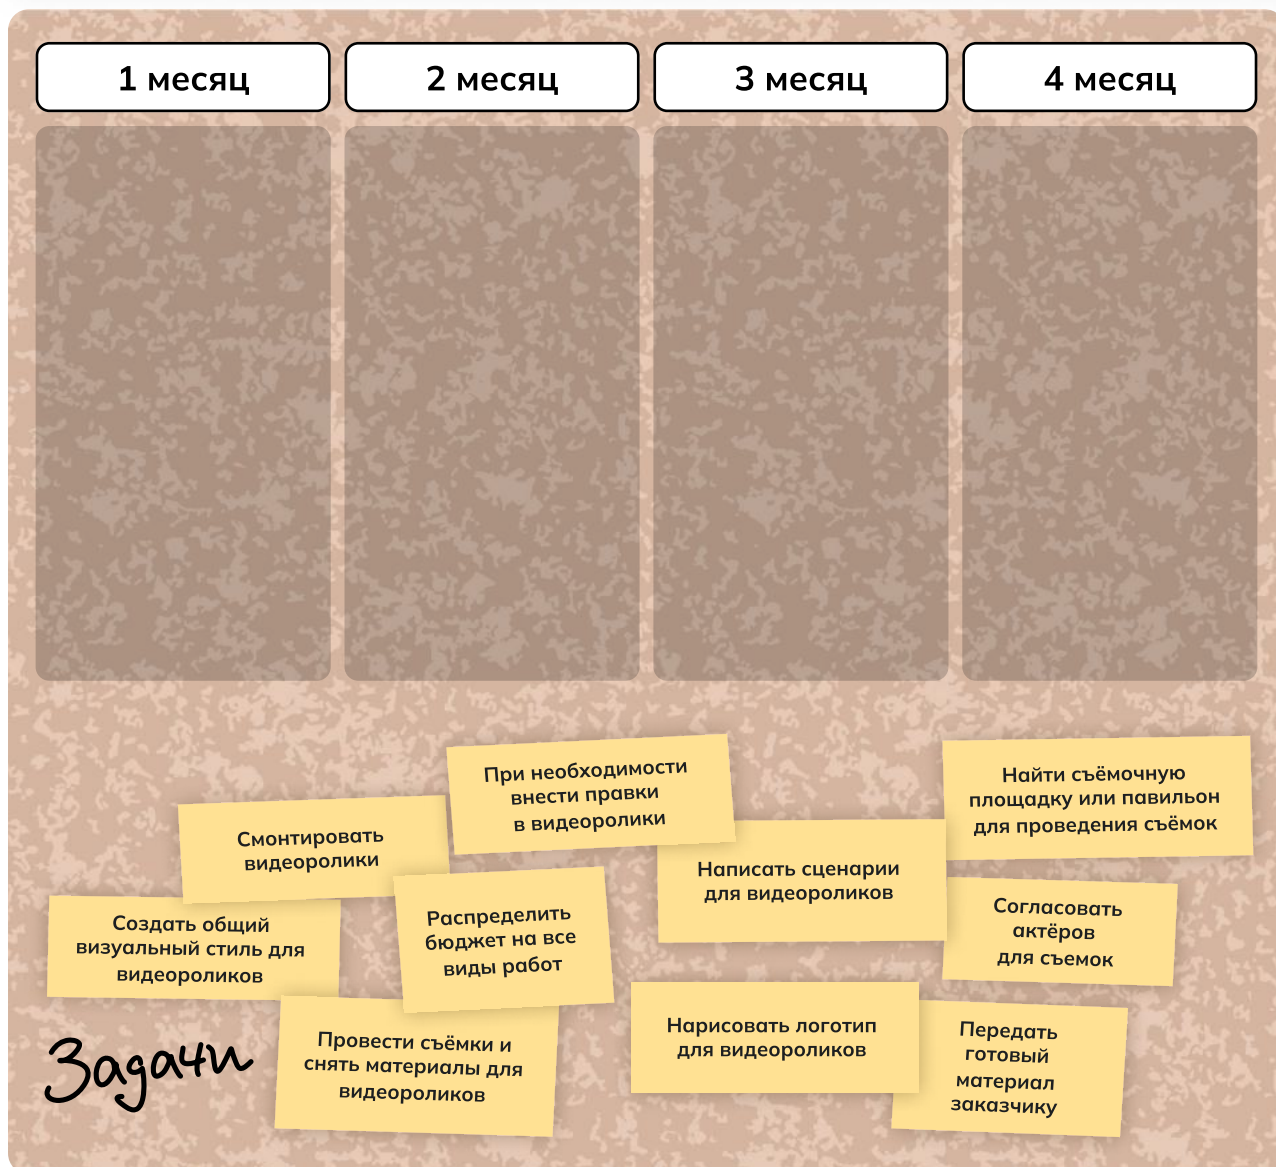 1 месяц
2 месяц
3 месяц
4 месяц
При необходимости
внести правки
в видеоролики
Найти съёмочную
площадку или павильон
для проведения съёмок
Смонтировать
видеоролики
Написать сценарии
для видеороликов
Создать общий
визуальный стиль для
видеороликов
Распределить
бюджет на все
виды работ
Согласовать
актёров
для съемок
Задачи
Провести съёмки и
снять материалы для
видеороликов
Нарисовать логотип
для видеороликов
Передать
готовый
материал
заказчику